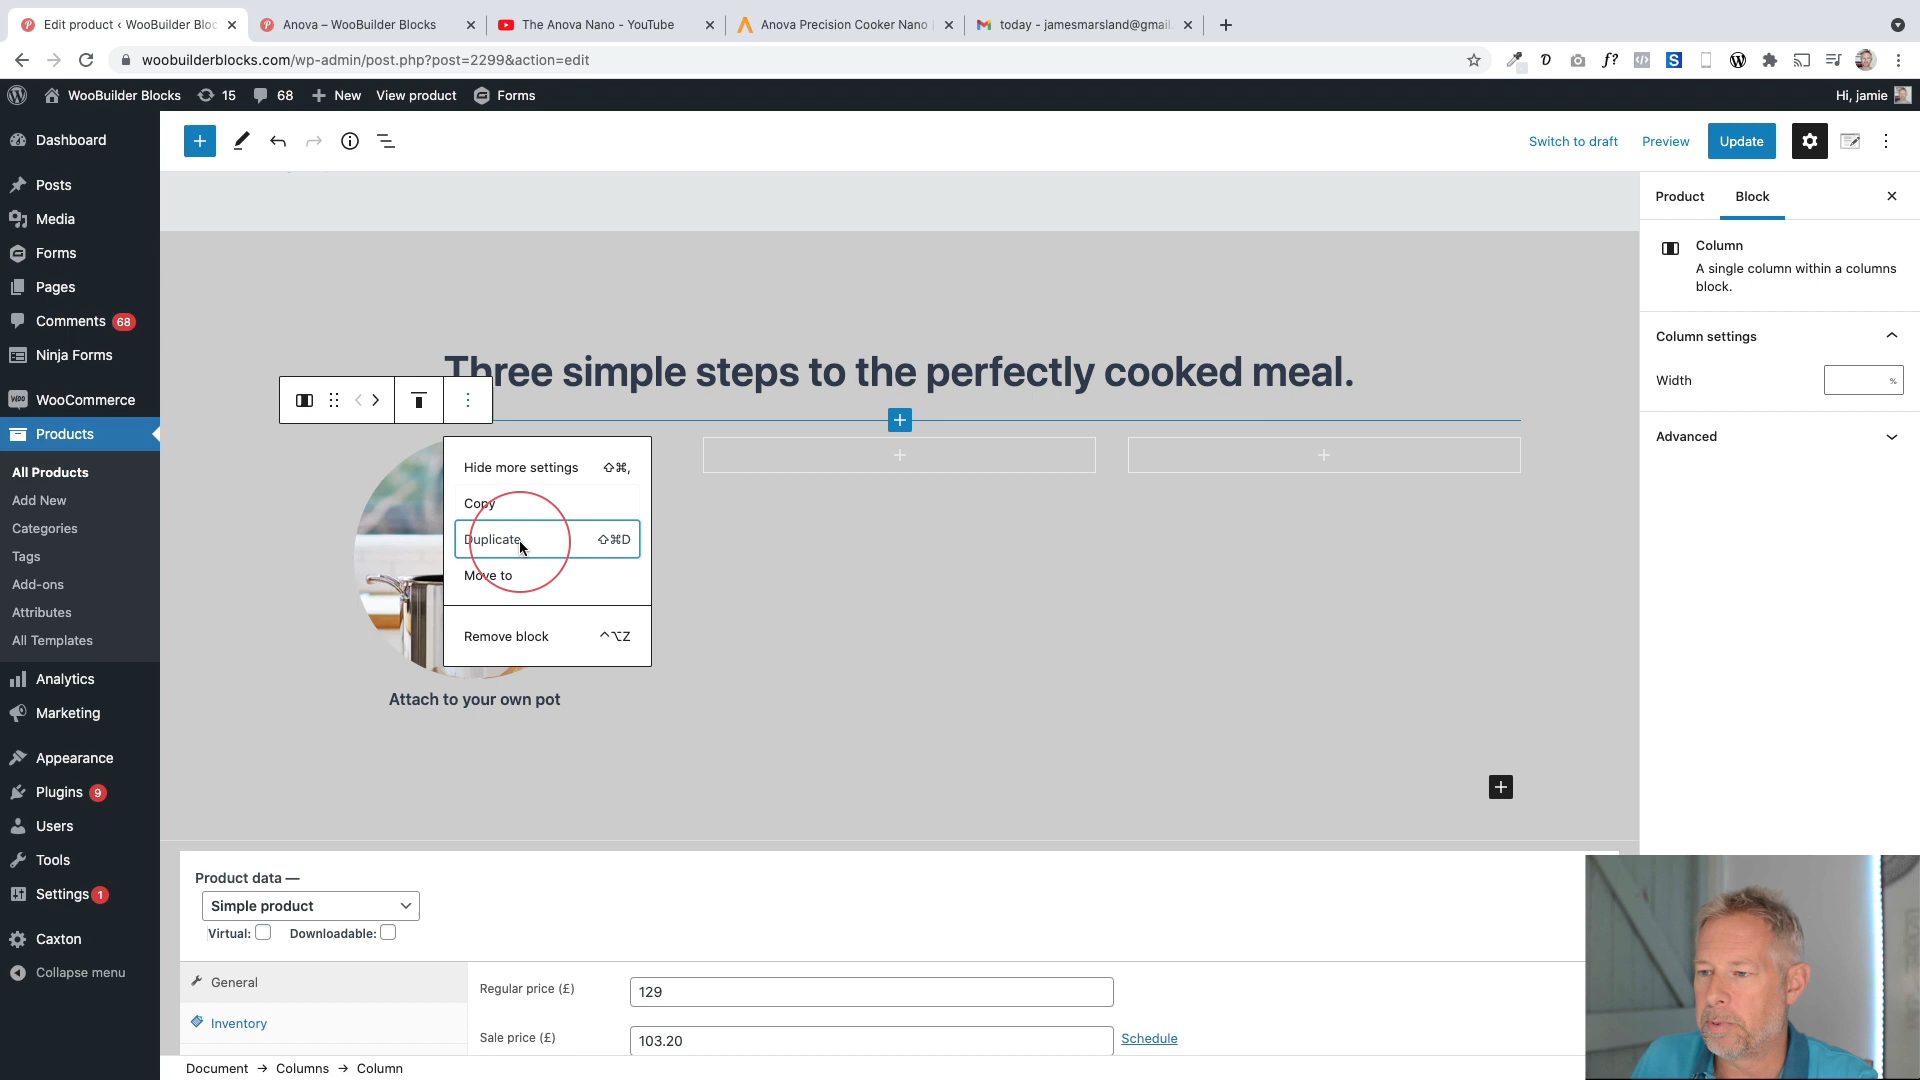 Edit product ‹ WooBuilder Bloc
Anova – WooBuilder Blocks
The Anova Nano - YouTube
Anova Precision Cooker Nano
today - jamesmarsland@gmail.
woobuilderblocks.com/wp-admin/post.php?post=2299&action=edit
WooBuilder Blocks
15
68
New
View product
Forms
Hi, jamie
Dashboard
Posts
Media
Forms
Pages
Comments 68
Ninja Forms
WooCommerce
Products
All Products
Add New
Categories
Tags
Add-ons
Attributes
All Templates
Analytics
Marketing
Appearance
Plugins 9
Users
Tools
Settings 1
Caxton
Collapse menu
Switch to draft
Preview
Update
Three simple steps to the perfectly cooked meal.
Hide more settings ⇧⌘,
Copy
Duplicate ⇧⌘D
Move to
Remove block ^⌥Z
Attach to your own pot
Product data —
Simple product
Virtual:
Downloadable:
General
Inventory
Regular price (£)
129
Sale price (£)
103.20
Schedule
Document → Columns → Column
Product
Block
Column
A single column within a columns
block.
Column settings
Width
%
Advanced